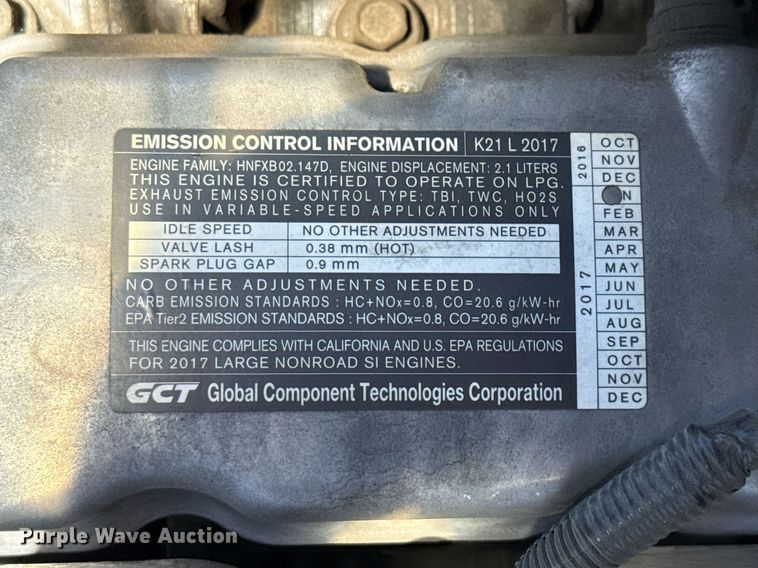 EMISSION CONTROL INFORMATION K21 L 2017
ENGINE FAMILY: HNFXB02.147D, ENGINE DISPLACEMENT: 2.1 LITERS
THIS ENGINE IS CERTIFIED TO OPERATE ON LPG.
EXHAUST EMISSION CONTROL TYPE: TBI, TWC, HO2S
USE IN VARIABLE-SPEED APPLICATIONS ONLY
IDLE SPEED NO OTHER ADJUSTMENTS NEEDED
VALVE LASH 0.38 mm (HOT)
SPARK PLUG GAP 0.9 mm
NO OTHER ADJUSTMENTS NEEDED.
CARB EMISSION STANDARDS : HC+NOx=0.8, CO=20.6 g/kW-hr
EPA Tier2 EMISSION STANDARDS : HC+NOx=0.8, CO=20.6 g/kW-hr
THIS ENGINE COMPLIES WITH CALIFORNIA AND U.S. EPA REGULATIONS
FOR 2017 LARGE NONROAD SI ENGINES.
GCT Global Component Technologies Corporation
2016
OCT
NOV
DEC
2017
N
FEB
MAR
APR
MAY
JUN
JUL
AUG
SEP
OCT
NOV
DEC
Purple Wave Auction